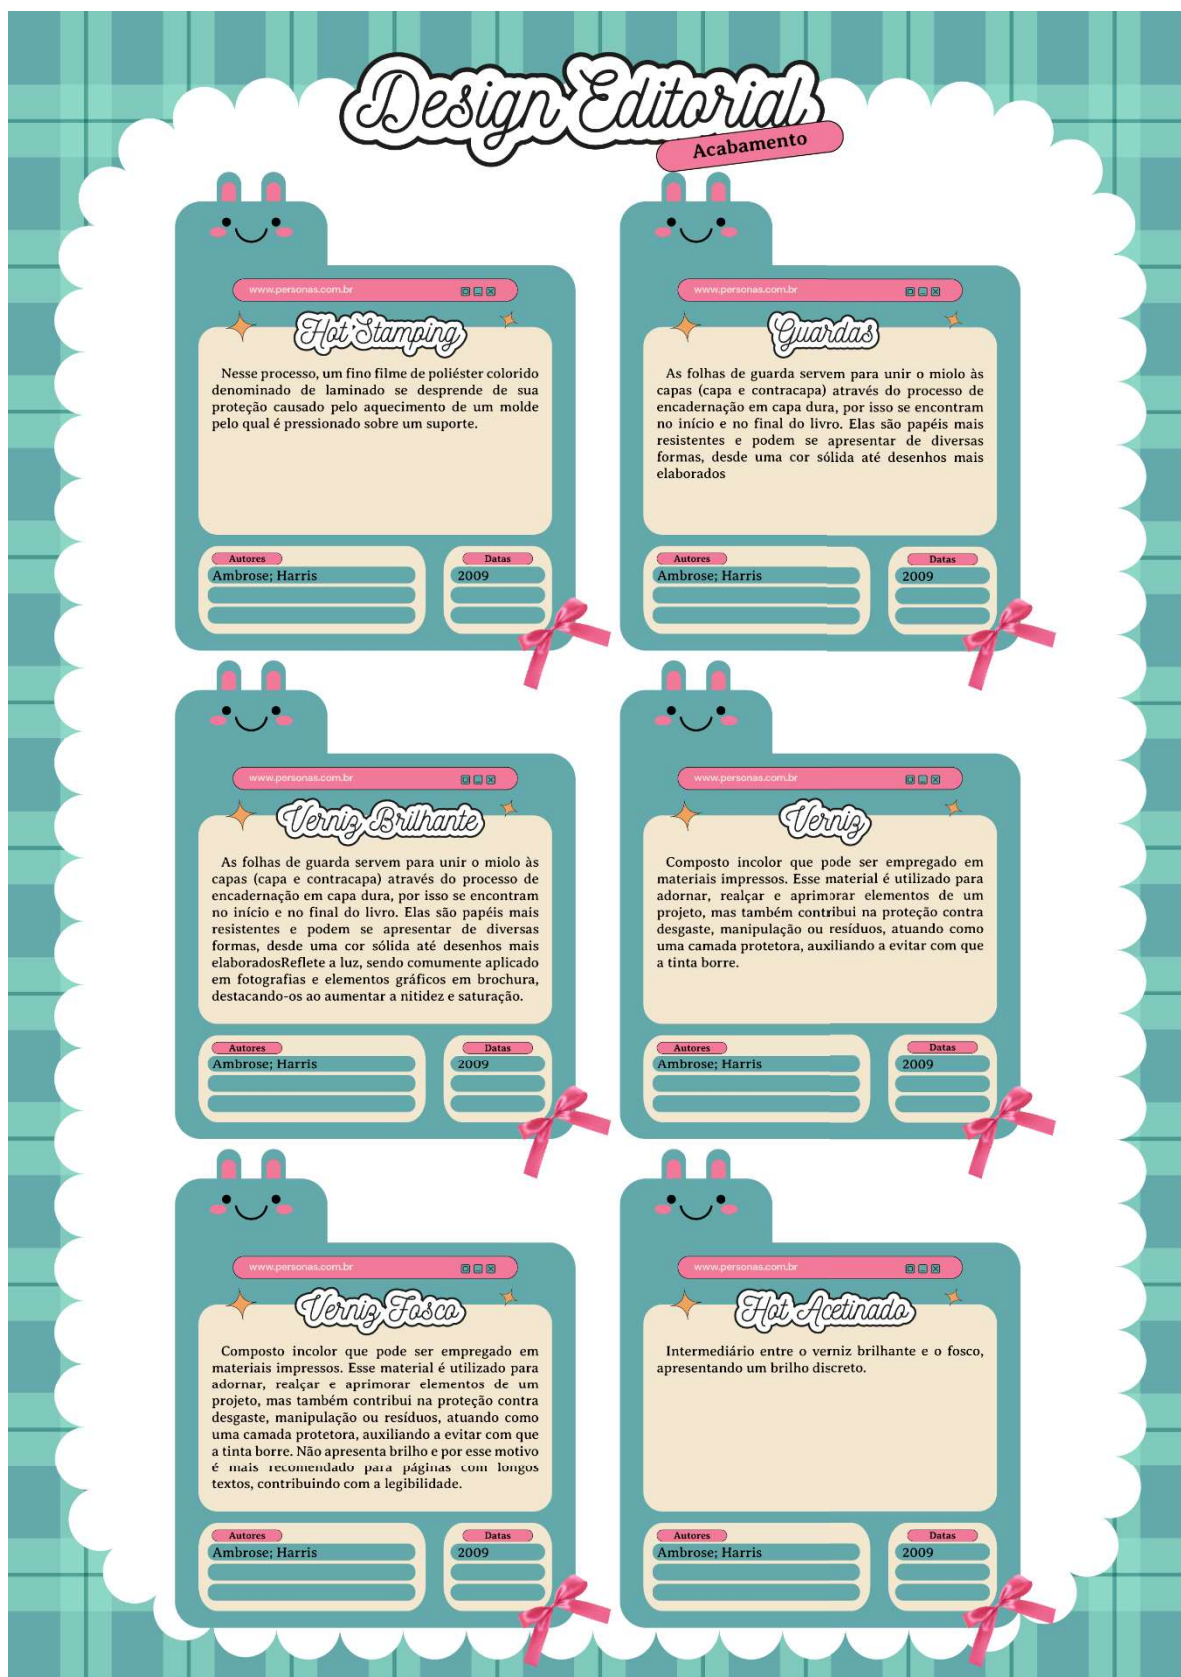 Design Editorial
Acabamento
www.personas.com.br
Hot Stamping
Nesse processo, um fino filme de poliéster colorido
denominado de laminado se desprende de sua
proteção causado pelo aquecimento de um molde
pelo qual é pressionado sobre um suporte.
Autores
Ambrose; Harris
Datas
2009
www.personas.com.br
Guardas
As folhas de guarda servem para unir o miolo às
capas (capa e contracapa) através do processo de
encadernação em capa dura, por isso se encontram
no início e no final do livro. Elas são papéis mais
resistentes e podem se apresentar de diversas
formas, desde uma cor sólida até desenhos mais
elaborados
Autores
Ambrose; Harris
Datas
2009
www.personas.com.br
Verniz Brilhante
As folhas de guarda servem para unir o miolo às
capas (capa e contracapa) através do processo de
encadernação em capa dura, por isso se encontram
no início e no final do livro. Elas são papéis mais
resistentes e podem se apresentar de diversas
formas, desde uma cor sólida até desenhos mais
elaboradosReflete a luz, sendo comumente aplicado
em fotografias e elementos gráficos em brochura,
destacando-os ao aumentar a nitidez e saturação.
Autores
Ambrose; Harris
Datas
2009
www.personas.com.br
Verniz
Composto incolor que pode ser empregado em
materiais impressos. Esse material é utilizado para
adornar, realçar e aprimorar elementos de um
projeto, mas também contribui na proteção contra
desgaste, manipulação ou resíduos, atuando como
uma camada protetora, auxiliando a evitar com que
a tinta borre.
Autores
Ambrose; Harris
Datas
2009
www.personas.com.br
Verniz Fosco
Composto incolor que pode ser empregado em
materiais impressos. Esse material é utilizado para
adornar, realçar e aprimorar elementos de um
projeto, mas também contribui na proteção contra
desgaste, manipulação ou resíduos, atuando como
uma camada protetora, auxiliando a evitar com que
a tinta borre. Não apresenta brilho e por esse motivo
é mais recomendado para páginas com longos
textos, contribuindo com a legibilidade.
Autores
Ambrose; Harris
Datas
2009
www.personas.com.br
Hot Acetinado
Intermediário entre o verniz brilhante e o fosco,
apresentando um brilho discreto.
Autores
Ambrose; Harris
Datas
2009